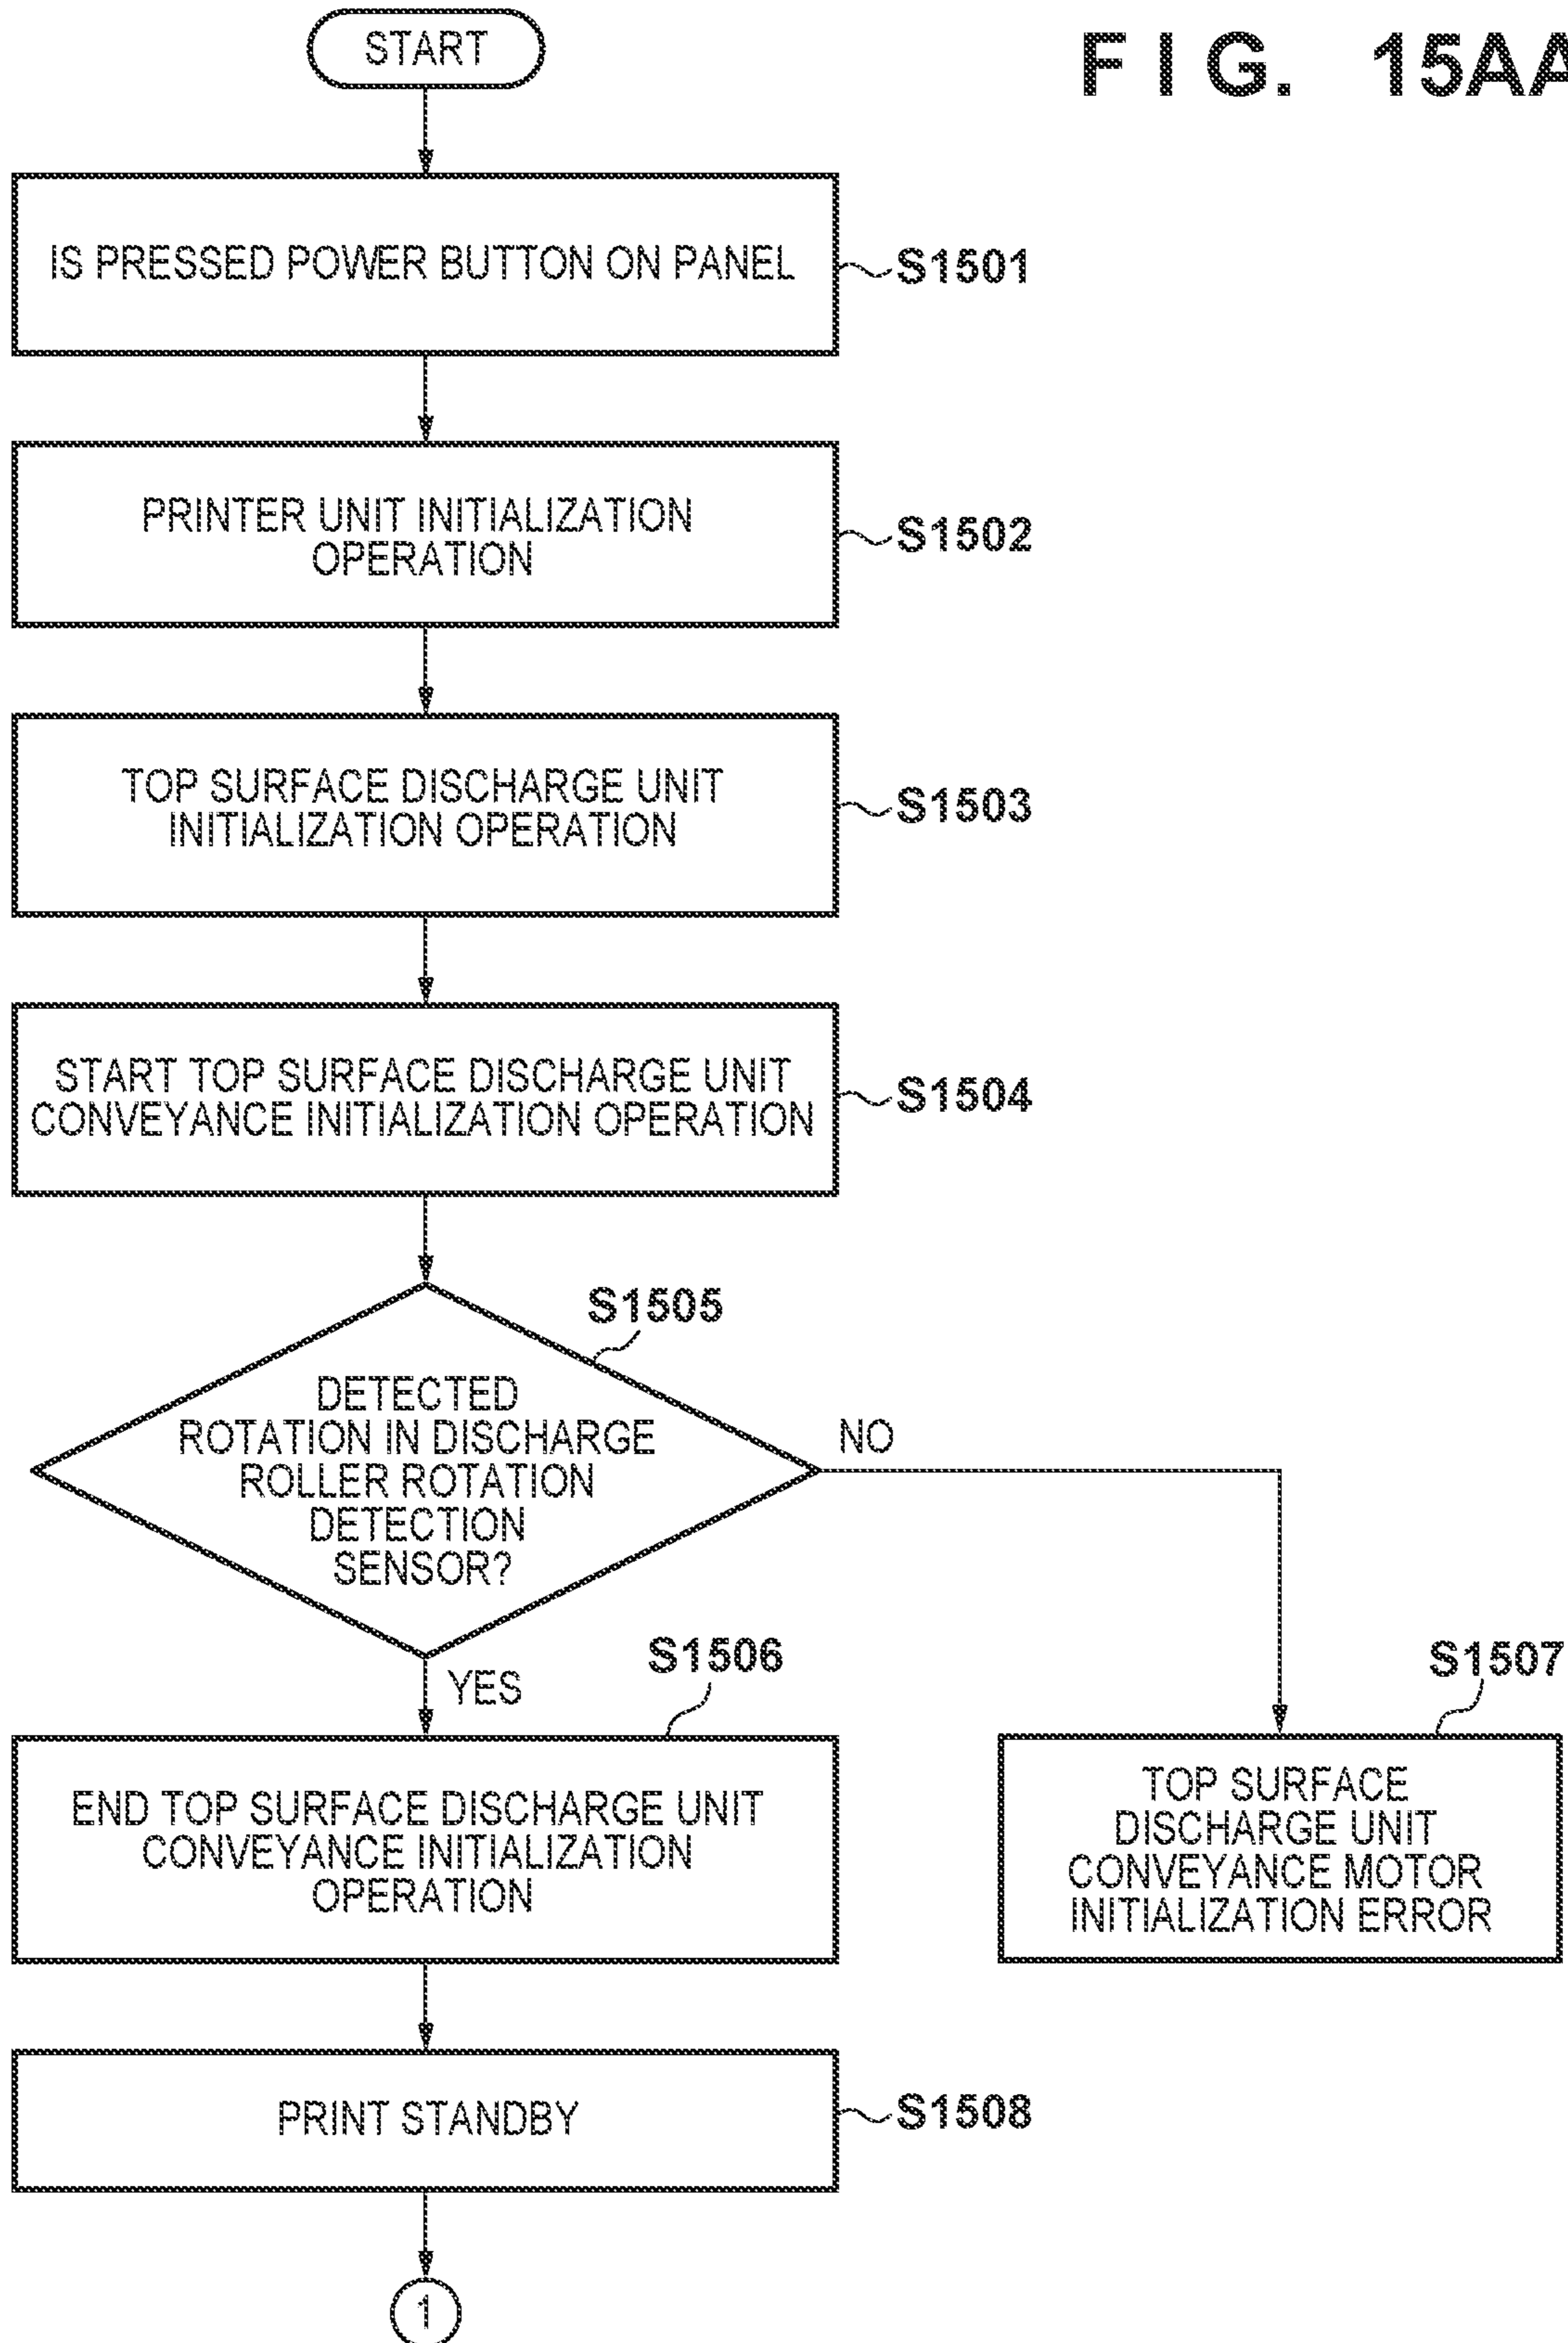 START
F I G. 15AA
IS PRESSED POWER BUTTON ON PANEL
S1501
PRINTER UNIT INITIALIZATION
OPERATION
S1502
TOP SURFACE DISCHARGE UNIT
INITIALIZATION OPERATION
S1503
START TOP SURFACE DISCHARGE UNIT
CONVEYANCE INITIALIZATION OPERATION
S1504
S1505
DETECTED
ROTATION IN DISCHARGE
ROLLER ROTATION
DETECTION
SENSOR?
NO
YES
S1506
END TOP SURFACE DISCHARGE UNIT
CONVEYANCE INITIALIZATION
OPERATION
S1507
TOP SURFACE
DISCHARGE UNIT
CONVEYANCE MOTOR
INITIALIZATION ERROR
PRINT STANDBY
S1508
1